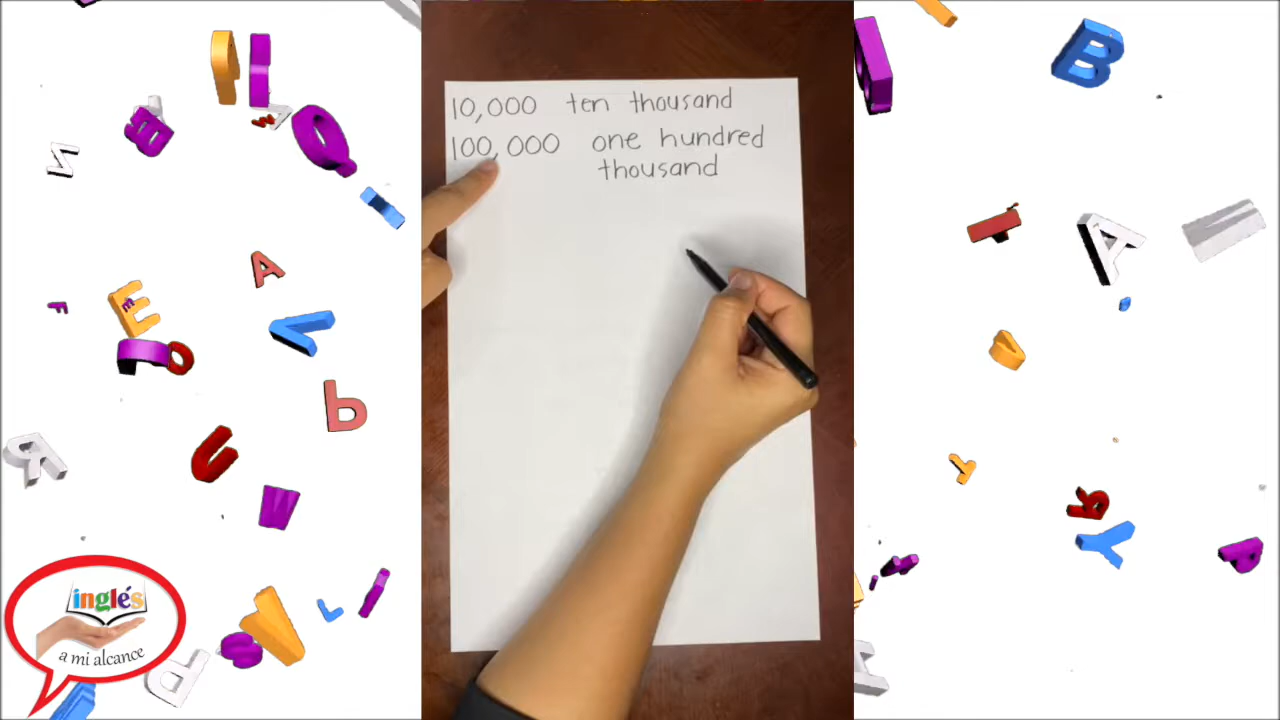 10,000 ten thousand
100,000 one hundred
thousand
inglés
a mi alcance